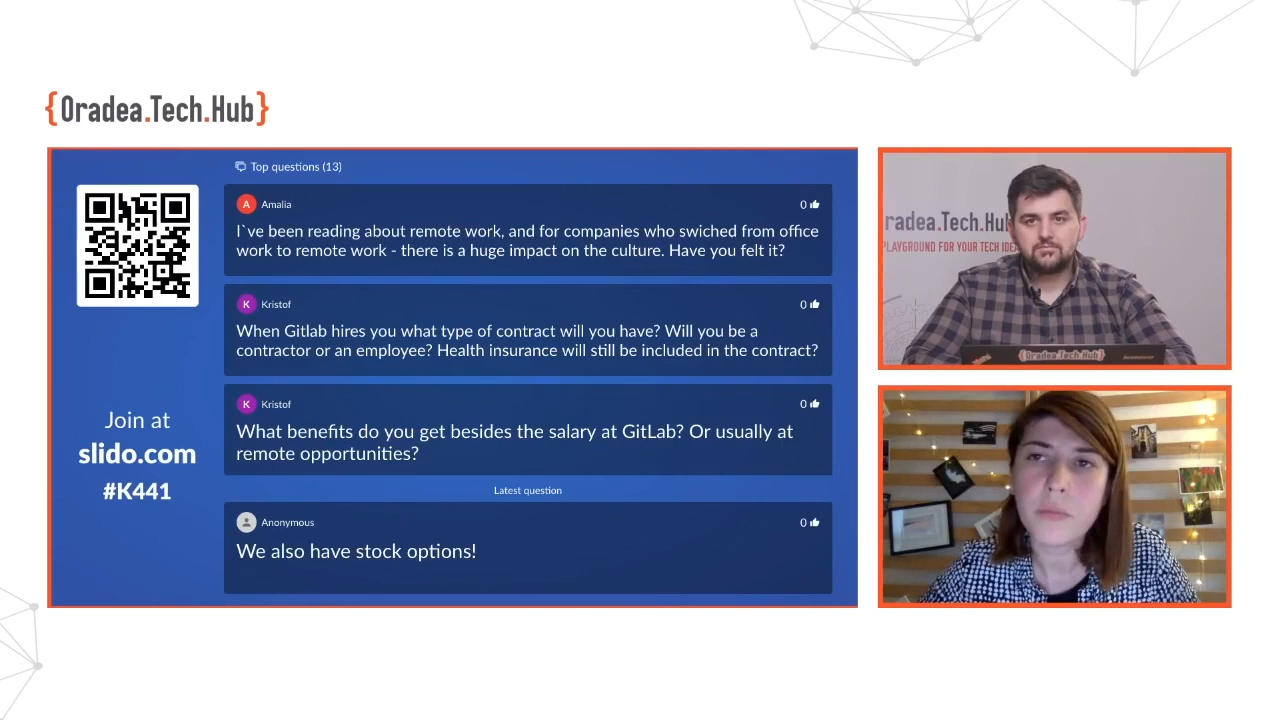 {Oradea.Tech.Hub}
Top questions (13)
A
Amalia
0
I`ve been reading about remote work, and for companies who swiched from office
work to remote work - there is a huge impact on the culture. Have you felt it?
K
Kristof
0
When Gitlab hires you what type of contract will you have? Will you be a
contractor or an employee? Health insurance will still be included in the contract?
K
Kristof
0
What benefits do you get besides the salary at GitLab? Or usually at
remote opportunities?
Latest question
Anonymous
0
We also have stock options!
Join at
slido.com
#K441
radea.Tech.Hub
PLAYGROUND FOR YOUR TECH IDE
{Oradea.Tech.Hub}